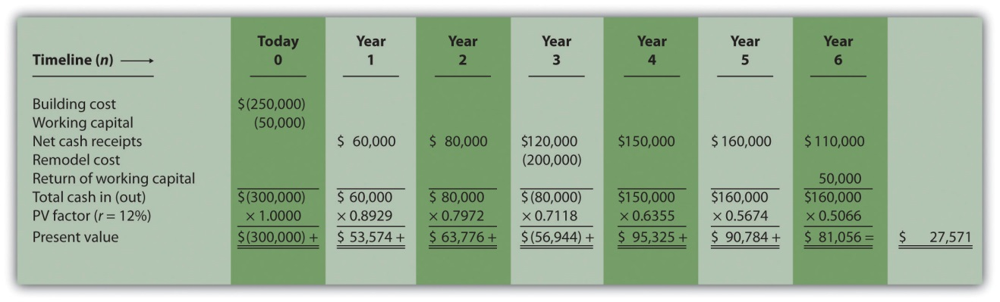 Today Year Year Year Year Year Year
Timeline (n) → 0 1 2 3 4 5 6
Building cost $(250,000)
Working capital (50,000)
Net cash receipts $ 60,000 $ 80,000 $120,000 $150,000 $160,000 $110,000
Remodel cost (200,000)
Return of working capital 50,000
Total cash in (out) $(300,000) $ 60,000 $ 80,000 $(80,000) $150,000 $160,000 $160,000
PV factor (r = 12%) × 1.0000 × 0.8929 × 0.7972 × 0.7118 × 0.6355 × 0.5674 × 0.5066
Present value $(300,000) + $ 53,574 + $ 63,776 + $(56,944) + $ 95,325 + $ 90,784 + $ 81,056 = $ 27,571